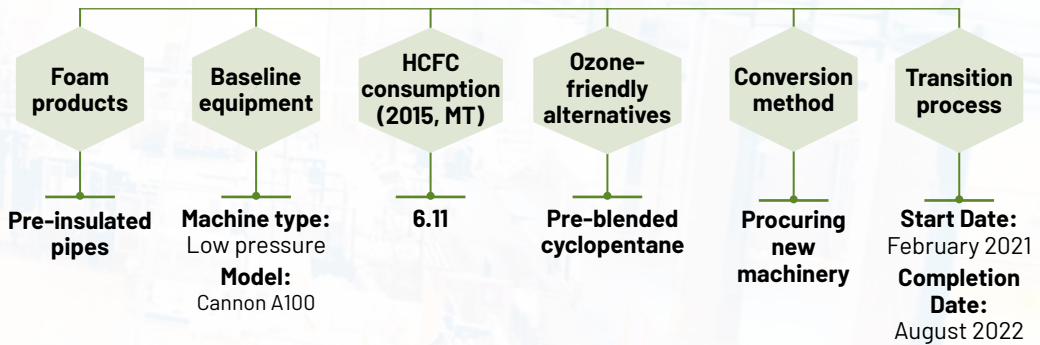 Foam
products
Baseline
equipment
HCFC
consumption
(2015, MT)
Ozone-
friendly
alternatives
Conversion
method
Transition
process
Pre-insulated
pipes
Machine type:
Low pressure
Model:
Cannon A100
6.11
Pre-blended
cyclopentane
Procuring
new
machinery
Start Date:
February 2021
Completion
Date:
August 2022